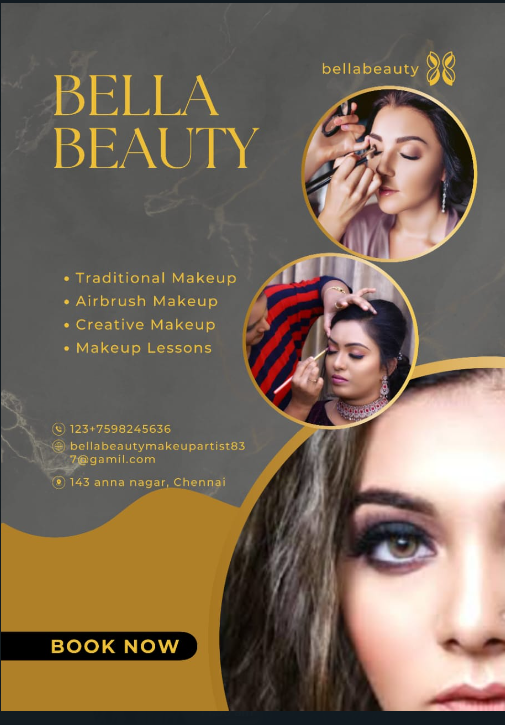 bellabeauty
BELLA
BEAUTY
• Traditional Makeup
• Airbrush Makeup
• Creative Makeup
• Makeup Lessons
123+7598245636
bellabeautymakeupartist83
7@gamil.com
143 anna nagar, Chennai
BOOK NOW